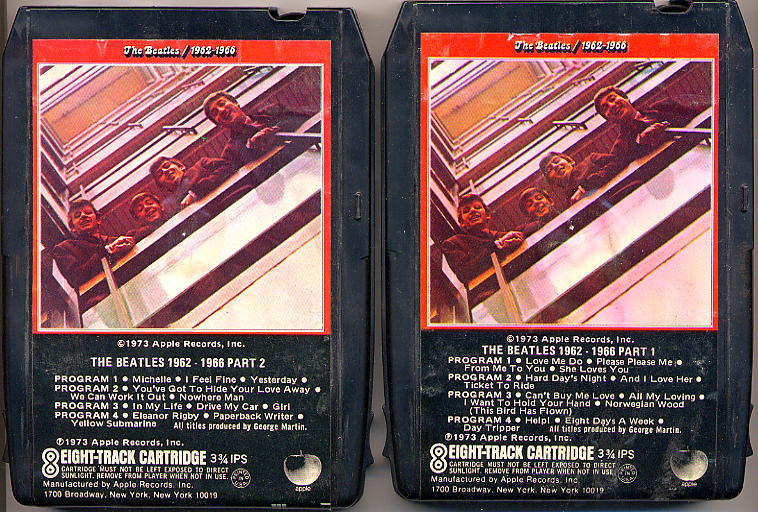 The Beatles / 1962-1966
©1973 Apple Records, Inc.
THE BEATLES 1962 - 1966 PART 2
PROGRAM 1 • Michelle • I Feel Fine • Yesterday •
PROGRAM 2 • You've Got To Hide Your Love Away •
We Can Work It Out • Nowhere Man
PROGRAM 3 • In My Life • Drive My Car • Girl
PROGRAM 4 • Eleanor Rigby • Paperback Writer •
Yellow Submarine All titles produced by George Martin.
℗1973 Apple Records, Inc.
8 EIGHT-TRACK CARTRIDGE 3¾ IPS
CARTRIDGE MUST NOT BE LEFT EXPOSED TO DIRECT
SUNLIGHT. REMOVE FROM PLAYER WHEN NOT IN USE.
Manufactured by Apple Records, Inc.
1700 Broadway, New York, New York 10019
apple
The Beatles / 1962-1966
©1973 Apple Records, Inc.
THE BEATLES 1962 - 1966 PART 1
PROGRAM 1 • Love Me Do • Please Please Me •
From Me To You • She Loves You
PROGRAM 2 • Hard Day's Night • And I Love Her •
Ticket To Ride
PROGRAM 3 • Can't Buy Me Love • All My Loving •
I Want To Hold Your Hand • Norwegian Wood
(This Bird Has Flown)
PROGRAM 4 • Help! • Eight Days A Week •
Day Tripper All titles produced by George Martin.
℗1973 Apple Records, Inc.
8 EIGHT-TRACK CARTRIDGE 3¾ IPS
CARTRIDGE MUST NOT BE LEFT EXPOSED TO DIRECT
SUNLIGHT. REMOVE FROM PLAYER WHEN NOT IN USE.
Manufactured by Apple Records, Inc.
1700 Broadway, New York, New York 10019
apple